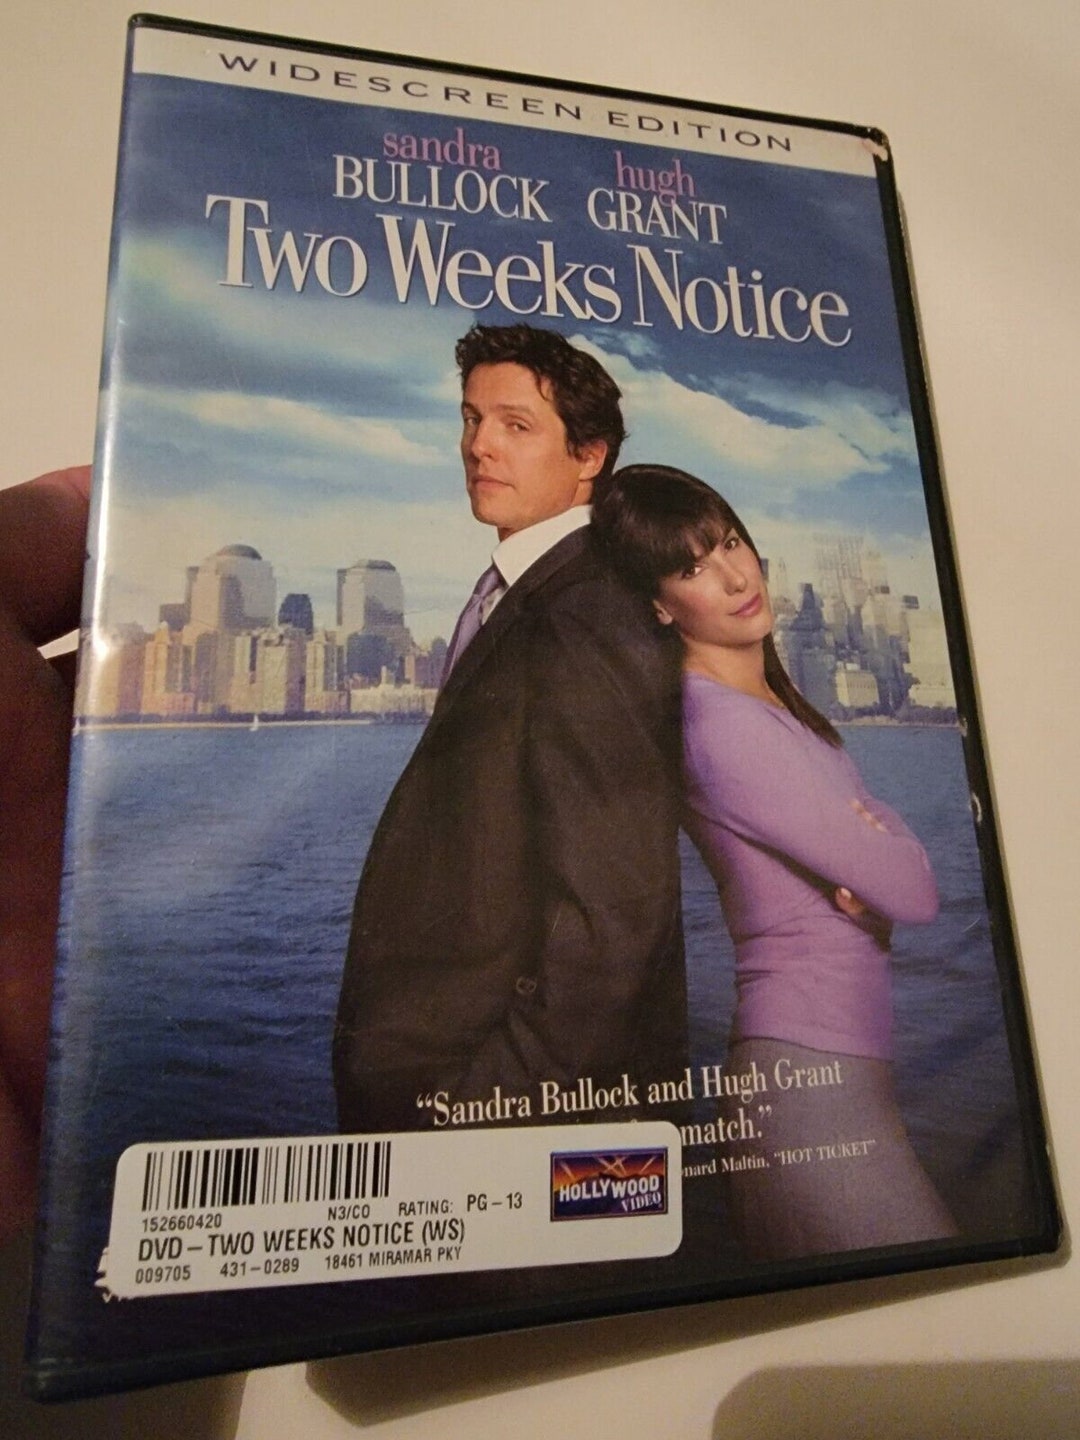 WIDESCREEN EDITION
sandra hugh
BULLOCK GRANT
Two Weeks Notice
“Sandra Bullock and Hugh Grant
match.”
nard Maltin, “HOT TICKET”
152660420 N3/CO RATING: PG-13
DVD-TWO WEEKS NOTICE (WS)
009705 431-0289 18461 MIRAMAR PKY
HOLLYWOOD
VIDEO